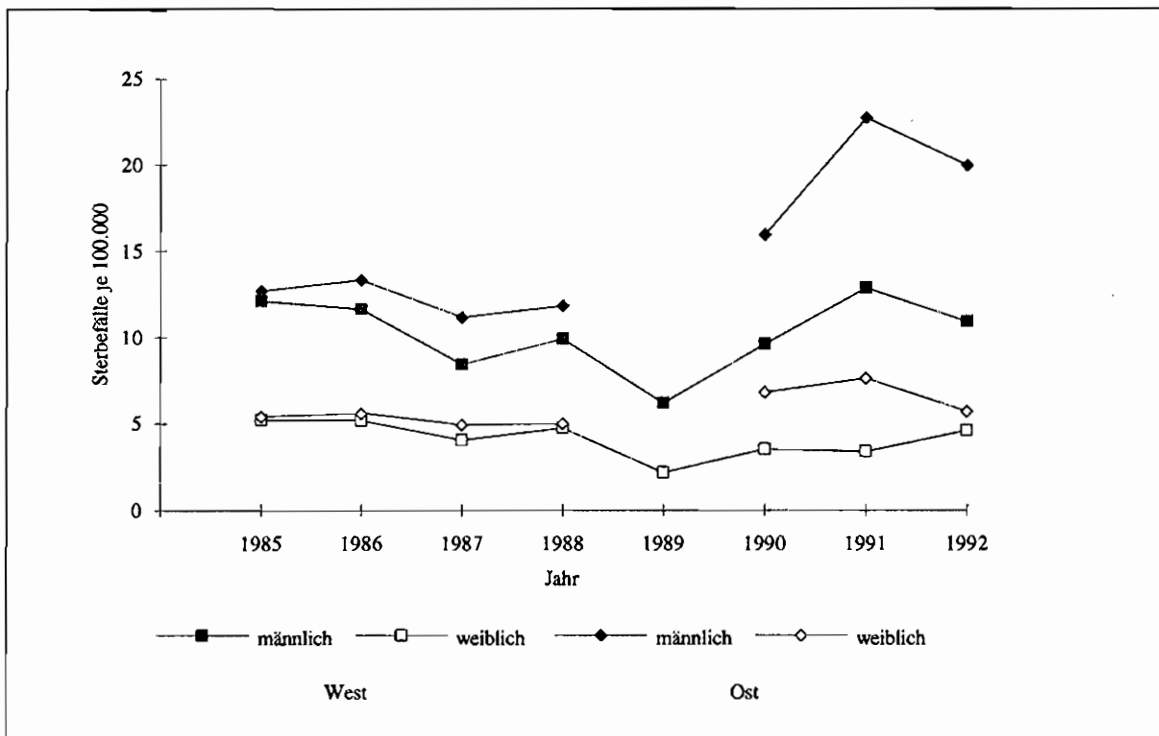 25
20
15
10
5
0
Sterbefälle je 100.000
1985 1986 1987 1988 1989 1990 1991 1992
Jahr
männlich weiblich männlich weiblich
West Ost